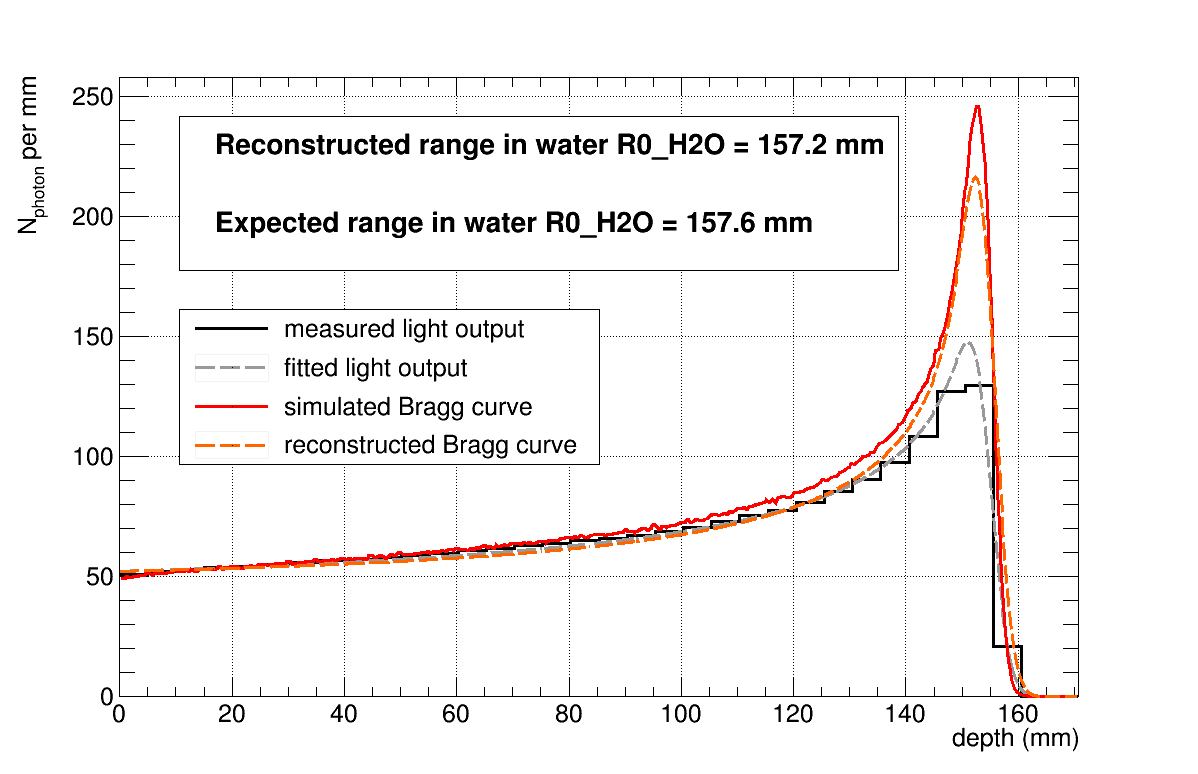 N_photon per mm
250
200
150
100
50
0
Reconstructed range in water R0_H2O = 157.2 mm
Expected range in water R0_H2O = 157.6 mm
measured light output
fitted light output
simulated Bragg curve
reconstructed Bragg curve
0 20 40 60 80 100 120 140 160
depth (mm)